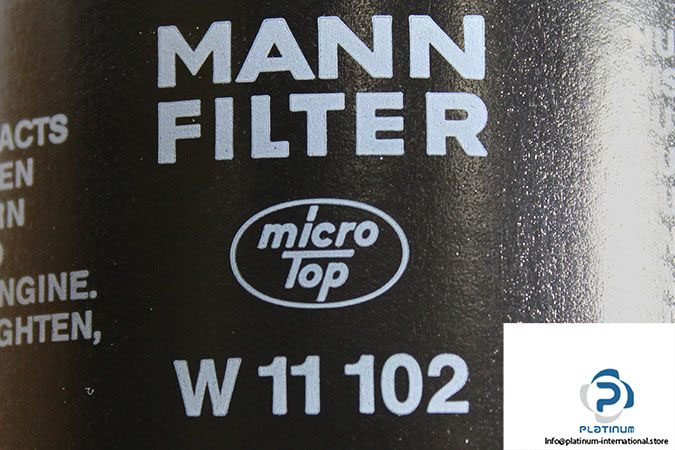 MANN
FILTER
micro
Top
W 11 102
ACTS
EN
RN
NGINE.
GHTEN,
PLATINUM
Info@platinum-international.store